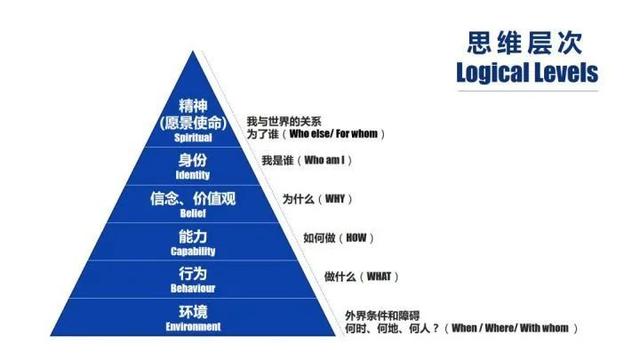 思维层次
Logical Levels
精神
(愿景使命)
Spiritual
我与世界的关系
为了谁（Who else/ For whom）
身份
Identity
我是谁（Who am I）
信念、价值观
Belief
为什么（WHY）
能力
Capability
如何做（HOW）
行为
Behaviour
做什么（WHAT）
环境
Environment
外界条件和障碍
何时、何地、何人？（When / Where/ With whom ）